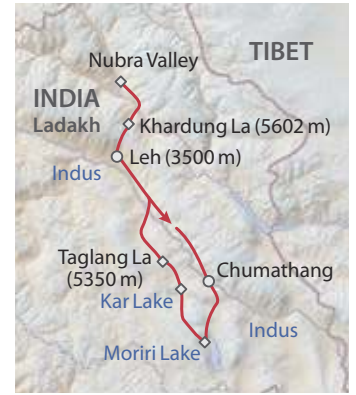 Nubra Valley
TIBET
INDIA
Ladakh
Khardung La (5602 m)
Leh (3500 m)
Indus
Taglang La
(5350 m)
Chumathang
Kar Lake
Indus
Moriri Lake